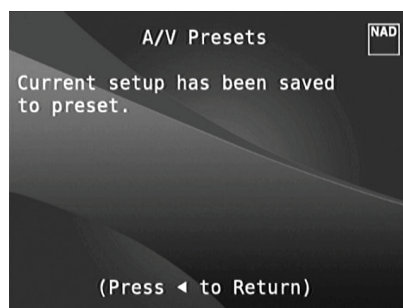 A/V Presets
NAD
Current setup has been saved
to preset.
(Press ◄ to Return)